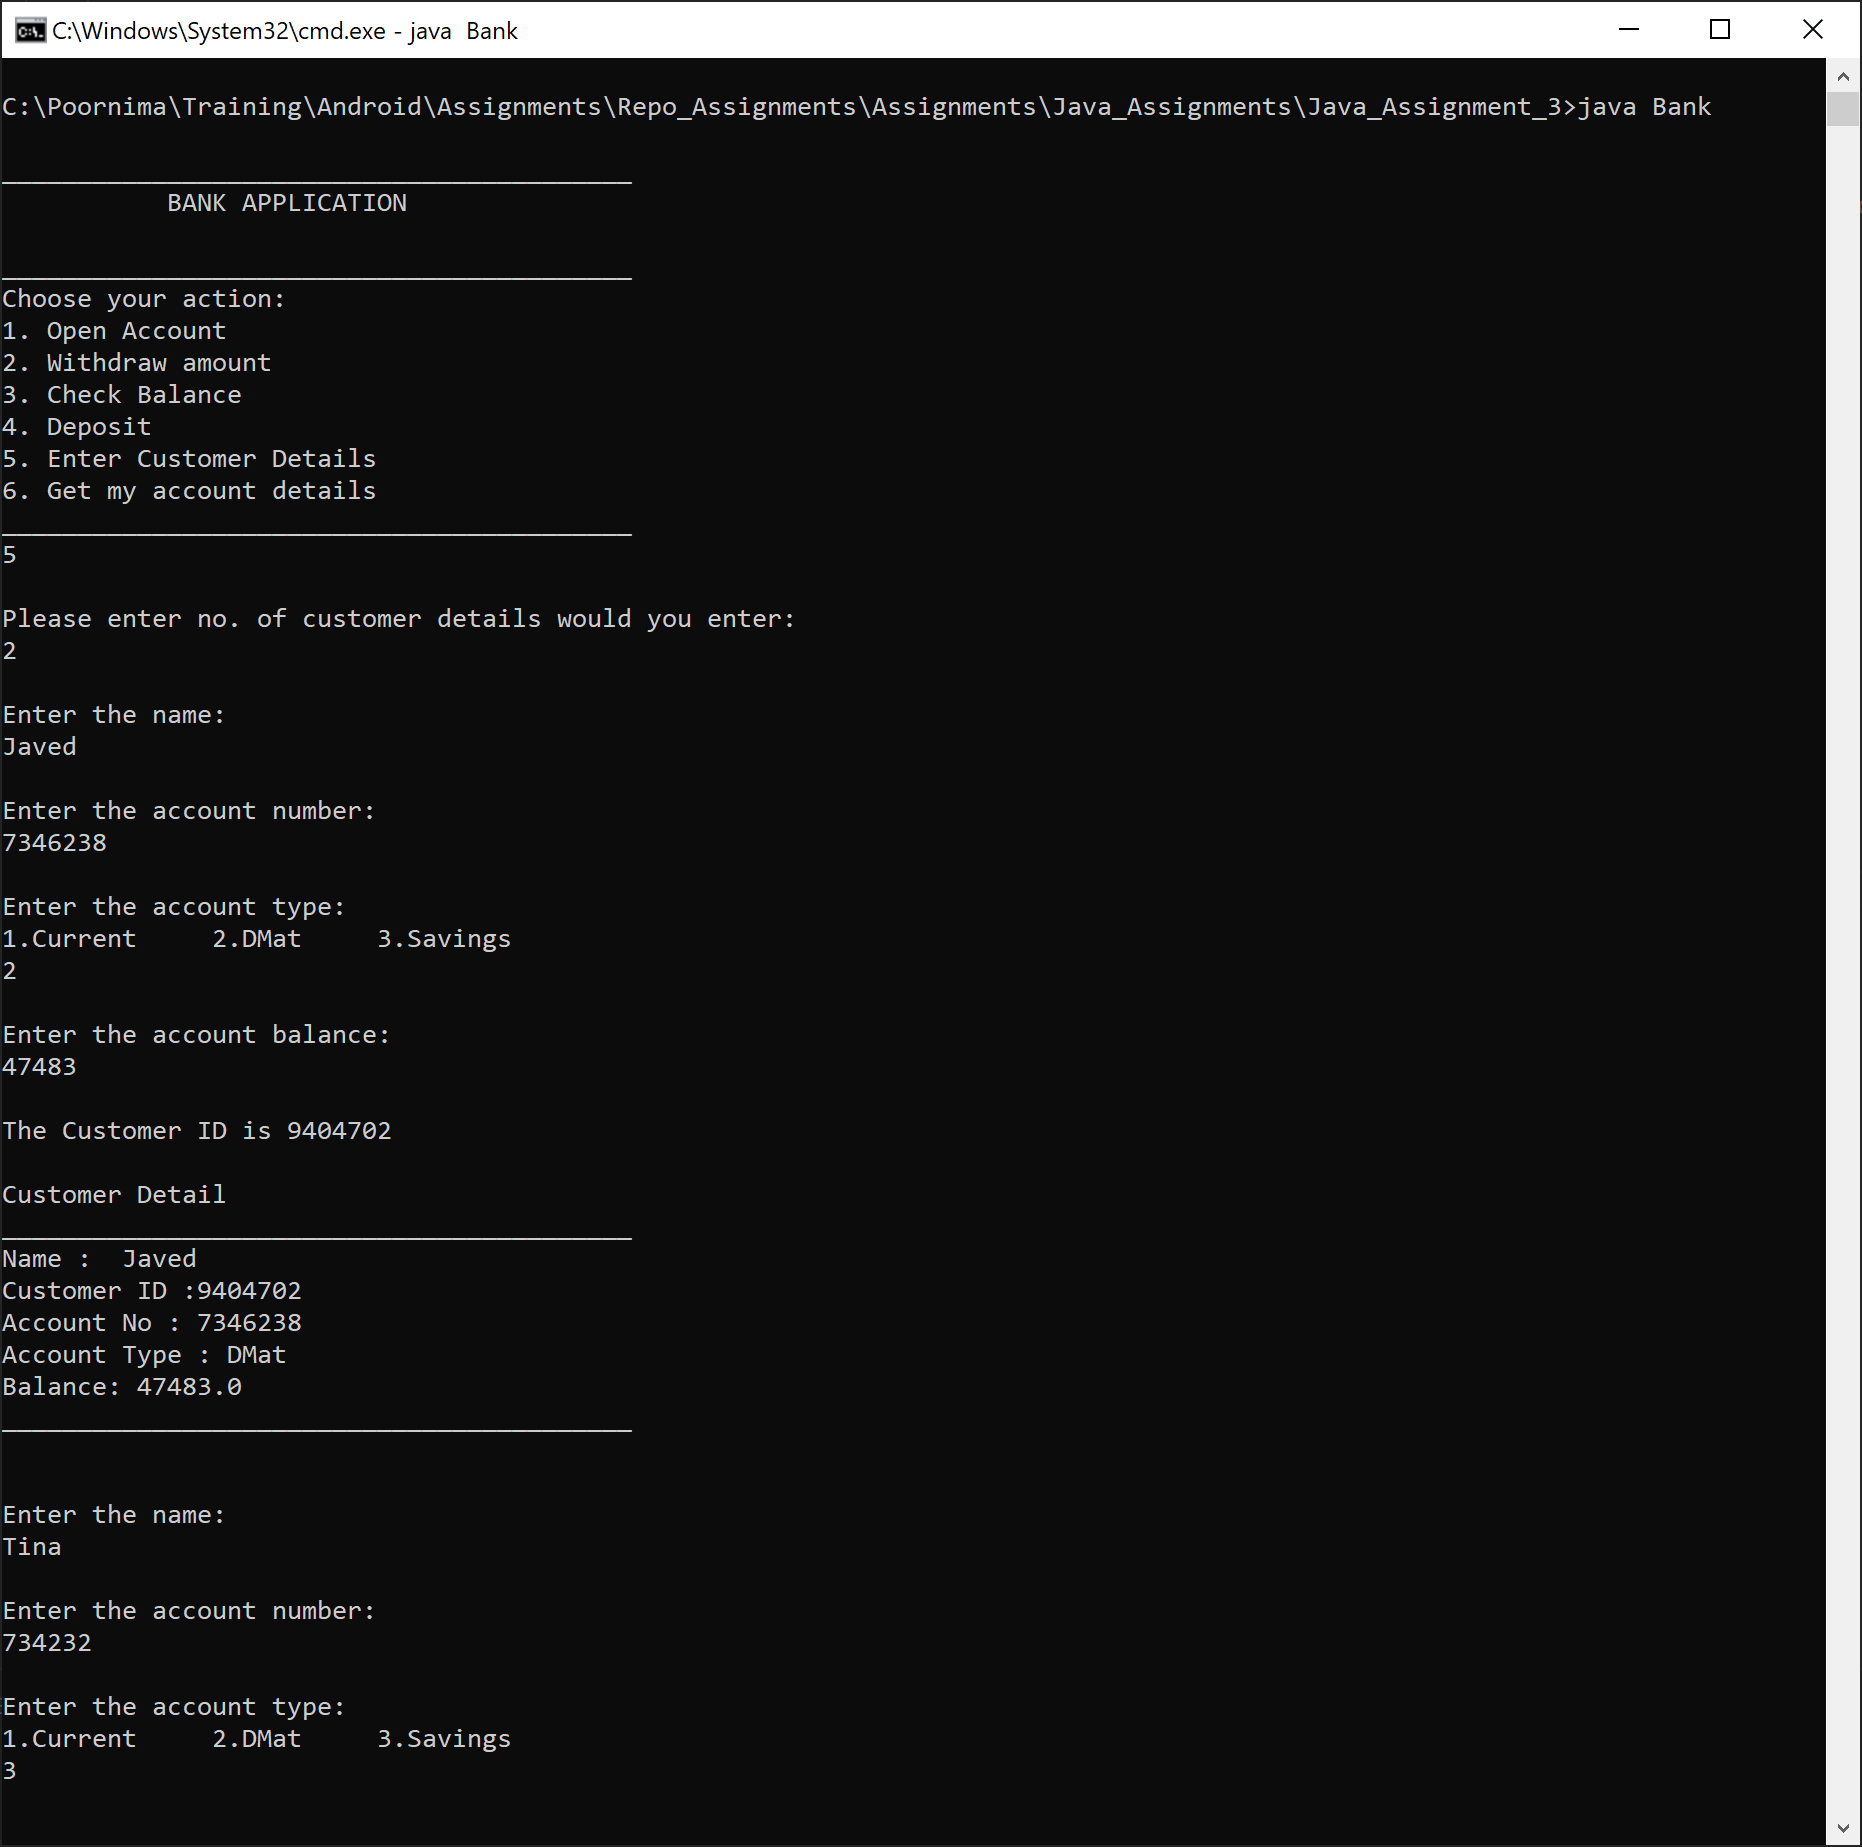 C:\Windows\System32\cmd.exe - java  Bank
C:\Poornima\Training\Android\Assignments\Repo_Assignments\Assignments\Java_Assignments\Java_Assignment_3>java Bank
__________________________________________
BANK APPLICATION
__________________________________________
Choose your action:
1. Open Account
2. Withdraw amount
3. Check Balance
4. Deposit
5. Enter Customer Details
6. Get my account details
__________________________________________
5
Please enter no. of customer details would you enter:
2
Enter the name:
Javed
Enter the account number:
7346238
Enter the account type:
1.Current     2.DMat     3.Savings
2
Enter the account balance:
47483
The Customer ID is 9404702
Customer Detail
__________________________________________
Name :  Javed
Customer ID :9404702
Account No : 7346238
Account Type : DMat
Balance: 47483.0
__________________________________________
Enter the name:
Tina
Enter the account number:
734232
Enter the account type:
1.Current     2.DMat     3.Savings
3